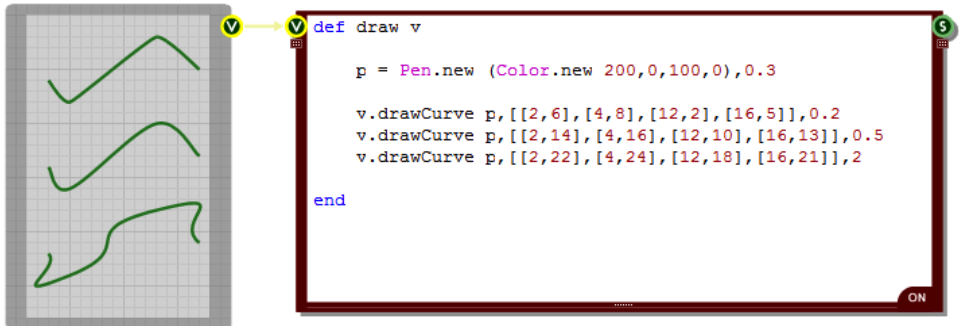 V
V
S
def draw v
p = Pen.new (Color.new 200,0,100,0),0.3
v.drawCurve p,[[2,6],[4,8],[12,2],[16,5]],0.2
v.drawCurve p,[[2,14],[4,16],[12,10],[16,13]],0.5
v.drawCurve p,[[2,22],[4,24],[12,18],[16,21]],2
end
ON